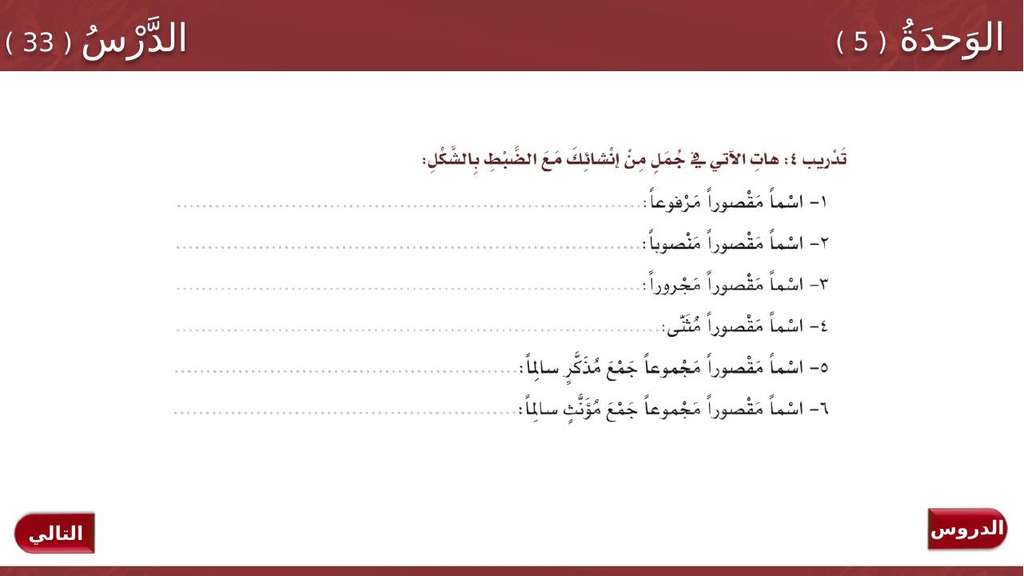 الوَحدَةُ ( 5 )
الدَّرْسُ ( 33 )
تَدْريب ٤: هاتِ الآتي في جُمَلٍ مِنْ إنْشائِكَ مَعَ الضَّبْطِ بِالشَّكْلِ:
١- اسْماً مَقْصوراً مَرْفوعاً: ........................................
٢- اسْماً مَقْصوراً مَنْصوباً: ........................................
٣- اسْماً مَقْصوراً مَجْروراً: ........................................
٤- اسْماً مَقْصوراً مُثَنّى: ........................................
٥- اسْماً مَقْصوراً مَجْموعاً جَمْعَ مُذَكَّرٍ سالِماً: ........................................
٦- اسْماً مَقْصوراً مَجْموعاً جَمْعَ مُؤَنَّثٍ سالِماً: ........................................
الدروس
التالي